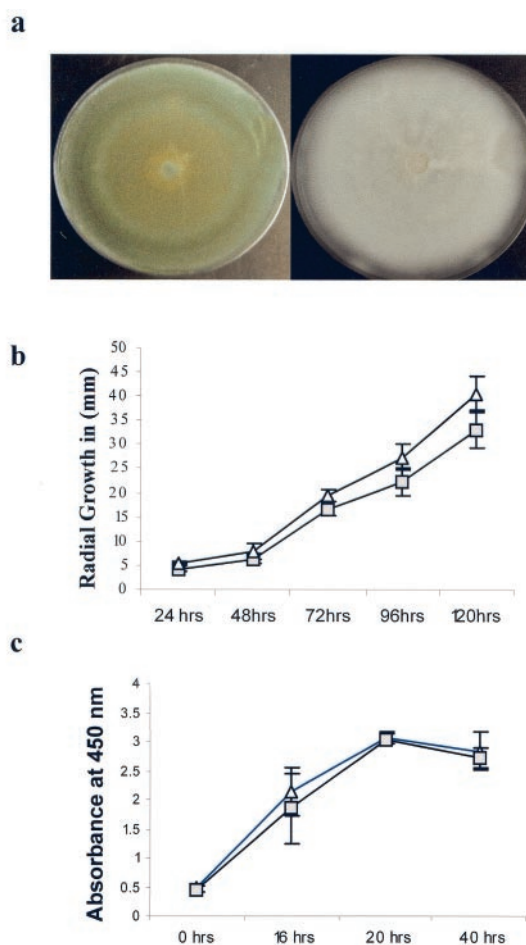 a
b
Radial Growth in (mm)
50
45
40
35
30
25
20
15
10
5
0
24 hrs 48hrs 72hrs 96hrs 120hrs
c
Absorbance at 450 nm
4
3.5
3
2.5
2
1.5
1
0.5
0
0 hrs 16 hrs 20 hrs 40 hrs